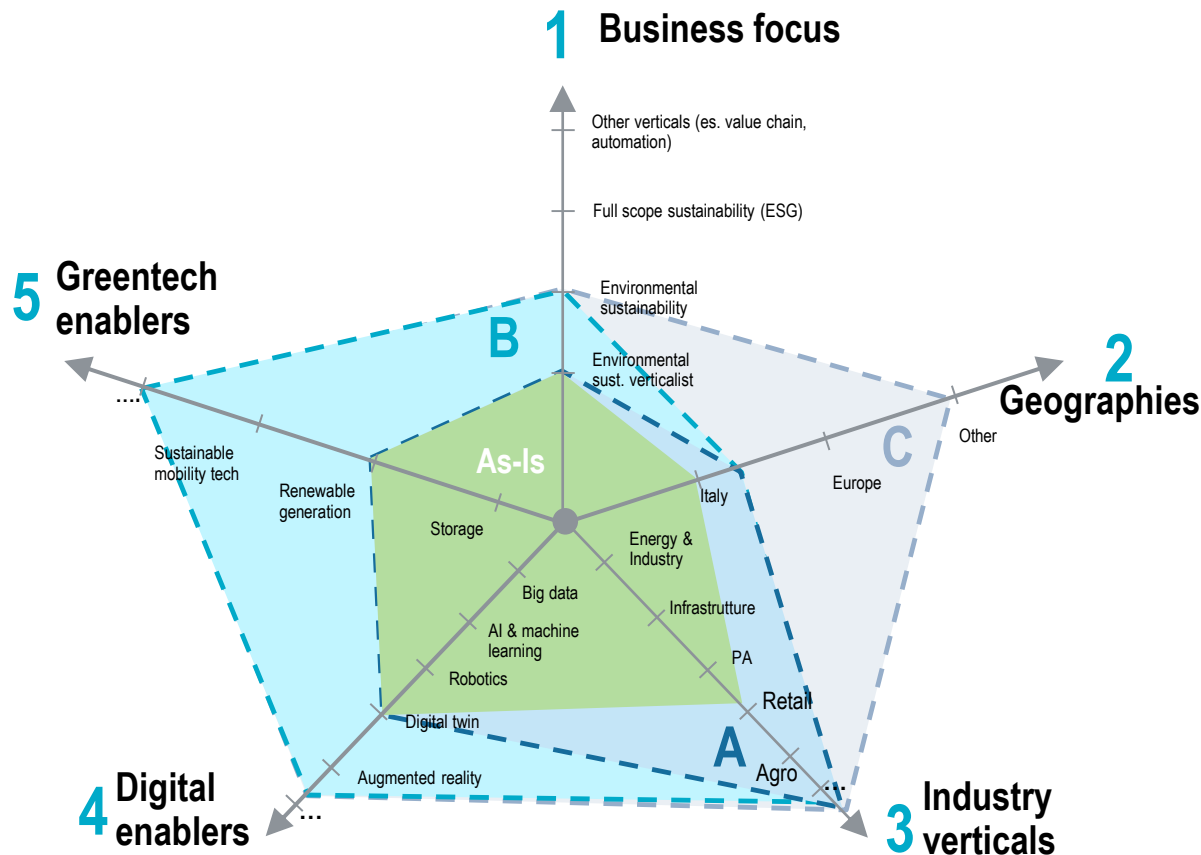 1 Business focus
Other verticals (es. value chain,
automation)
Full scope sustainability (ESG)
Environmental
sustainability
Environmental
sust. verticalist
2
Geographies
Italy
Europe
Other
C
3 Industry
verticals
Energy &
Industry
Infrastrutture
PA
Retail
Agro
...
A
4 Digital
enablers
Big data
AI & machine
learning
Robotics
Digital twin
Augmented reality
...
5 Greentech
enablers
Storage
Renewable
generation
Sustainable
mobility tech
....
B
As-Is